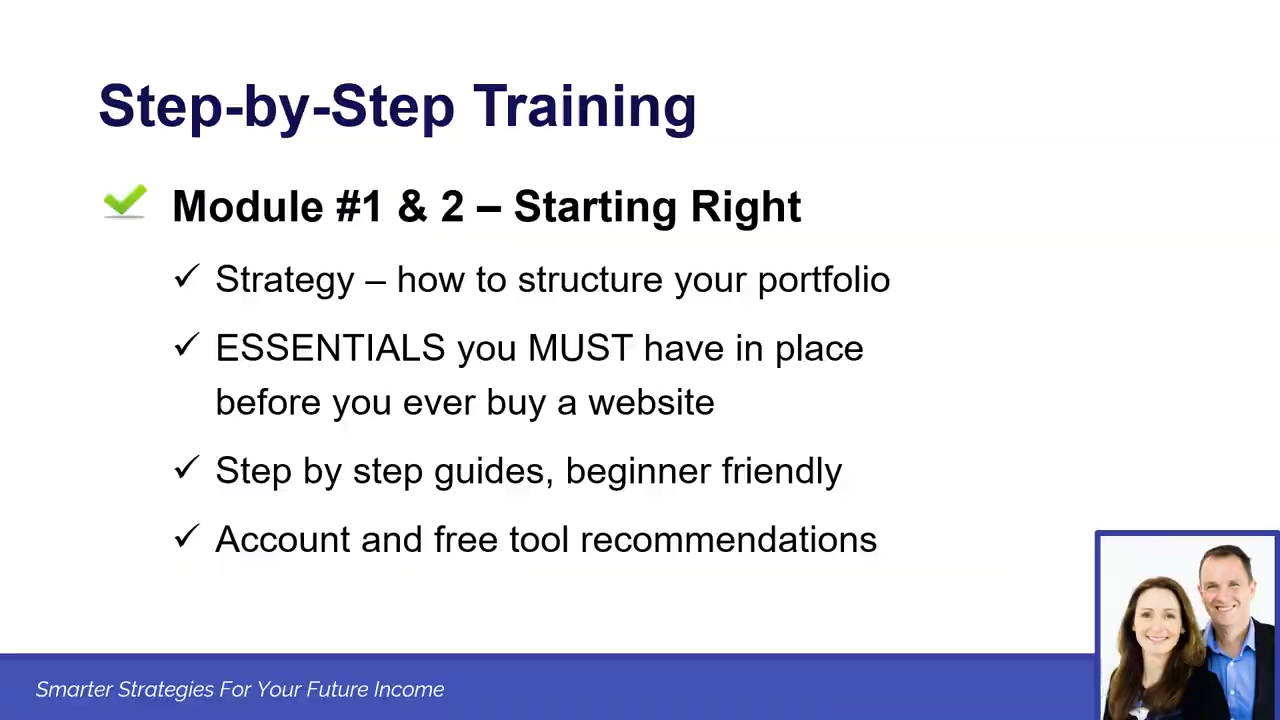 Step-by-Step Training
Module #1 & 2 – Starting Right
Strategy – how to structure your portfolio
ESSENTIALS you MUST have in place
before you ever buy a website
Step by step guides, beginner friendly
Account and free tool recommendations
Smarter Strategies For Your Future Income